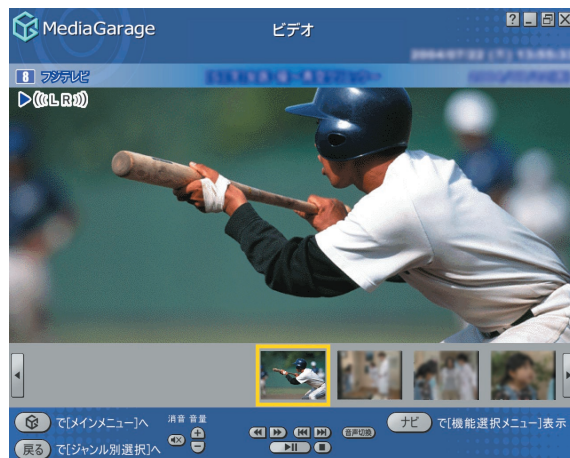 MediaGarage
ビデオ
8 フジテレビ
L R
で[メインメニュー]へ
消音 音量
音声切換
ナビ で[機能選択メニュー]表示
戻る で[ジャンル別選択]へ